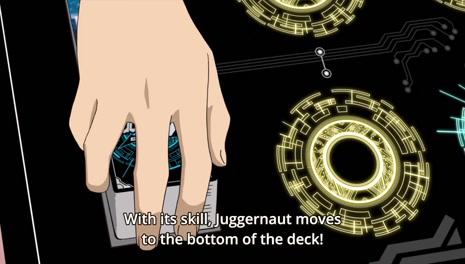 With its skill, Juggernaut moves
to the bottom of the deck!